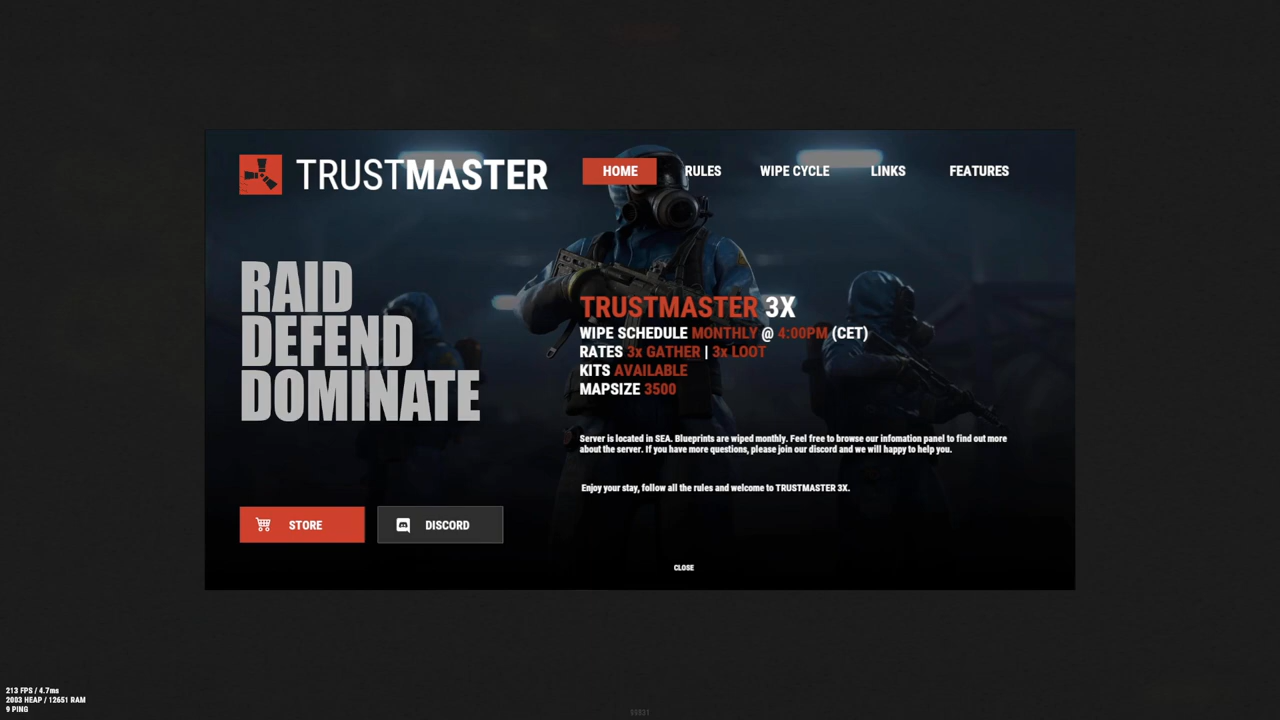 TRUSTMASTER
HOME
RULES
WIPE CYCLE
LINKS
FEATURES
RAID
DEFEND
DOMINATE
TRUSTMASTER 3X
WIPE SCHEDULE MONTHLY @ 4:00PM (CET)
RATES 3x GATHER | 3x LOOT
KITS AVAILABLE
MAPSIZE 3500
Server is located in SEA. Blueprints are wiped monthly. Feel free to browse our infomation panel to find out more
about the server. If you have more questions, please join our discord and we will happy to help you.
Enjoy your stay, follow all the rules and welcome to TRUSTMASTER 3X.
STORE
DISCORD
CLOSE
213 FPS / 4.7ms
2003 HEAP / 12651 RAM
9 PING